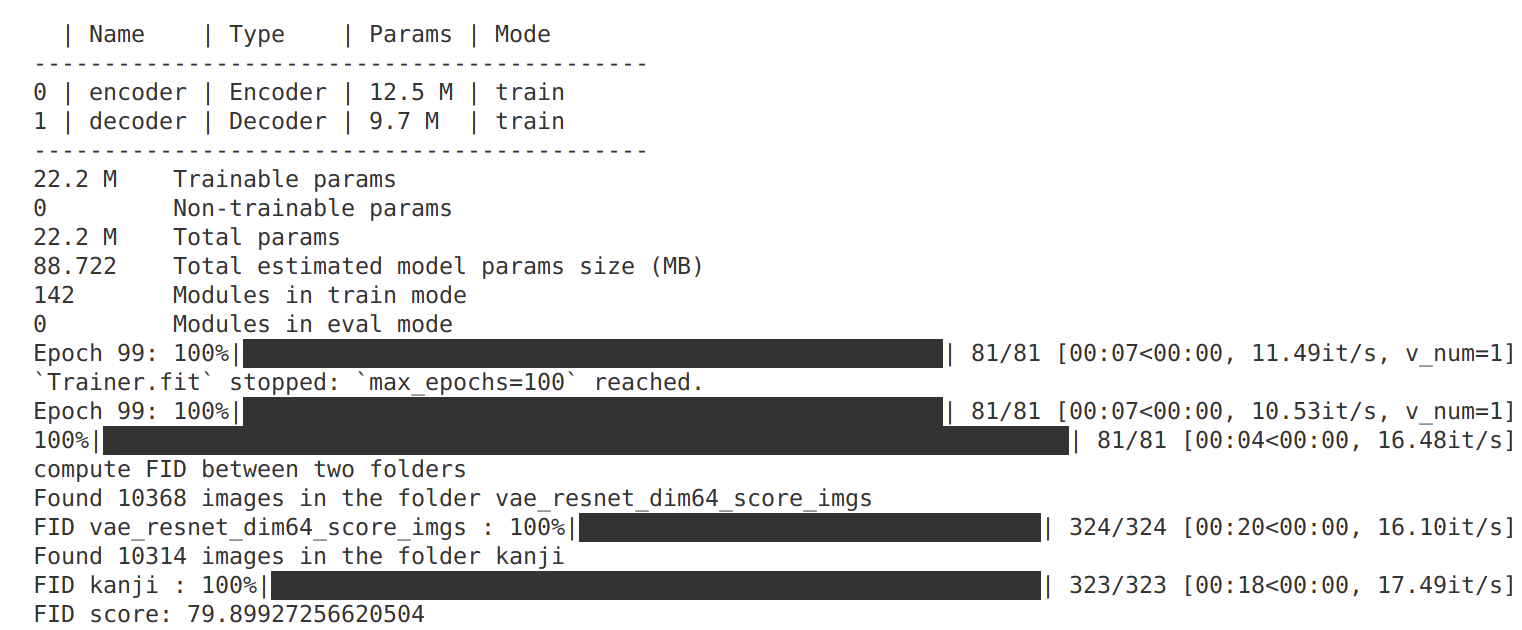 | Name    | Type    | Params | Mode
--------------------------------------------
0 | encoder | Encoder | 12.5 M | train
1 | decoder | Decoder | 9.7 M  | train
--------------------------------------------
22.2 M    Trainable params
0         Non-trainable params
22.2 M    Total params
88.722    Total estimated model params size (MB)
142       Modules in train mode
0         Modules in eval mode
Epoch 99: 100%|██████████████████████████████████████████████████| 81/81 [00:07<00:00, 11.49it/s, v_num=1]
`Trainer.fit` stopped: `max_epochs=100` reached.
Epoch 99: 100%|██████████████████████████████████████████████████| 81/81 [00:07<00:00, 10.53it/s, v_num=1]
100%|█████████████████████████████████████████████████████████████████████| 81/81 [00:04<00:00, 16.48it/s]
compute FID between two folders
Found 10368 images in the folder vae_resnet_dim64_score_imgs
FID vae_resnet_dim64_score_imgs : 100%|█████████████████████████████████| 324/324 [00:20<00:00, 16.10it/s]
Found 10314 images in the folder kanji
FID kanji : 100%|███████████████████████████████████████████████████████| 323/323 [00:18<00:00, 17.49it/s]
FID score: 79.89927256620504